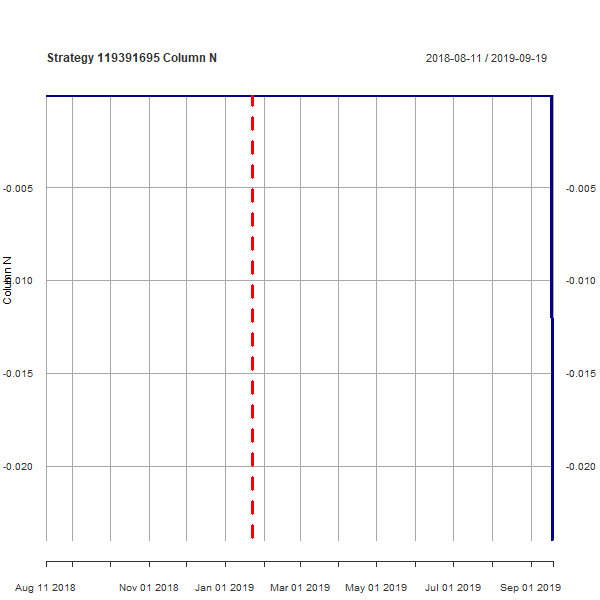 Strategy 119391695 Column N
2018-08-11 / 2019-09-19
-0.005
-0.005
Column N
-0.010
-0.010
-0.015
-0.015
-0.020
-0.020
Aug 11 2018
Nov 01 2018
Jan 01 2019
Mar 01 2019
May 01 2019
Jul 01 2019
Sep 01 2019